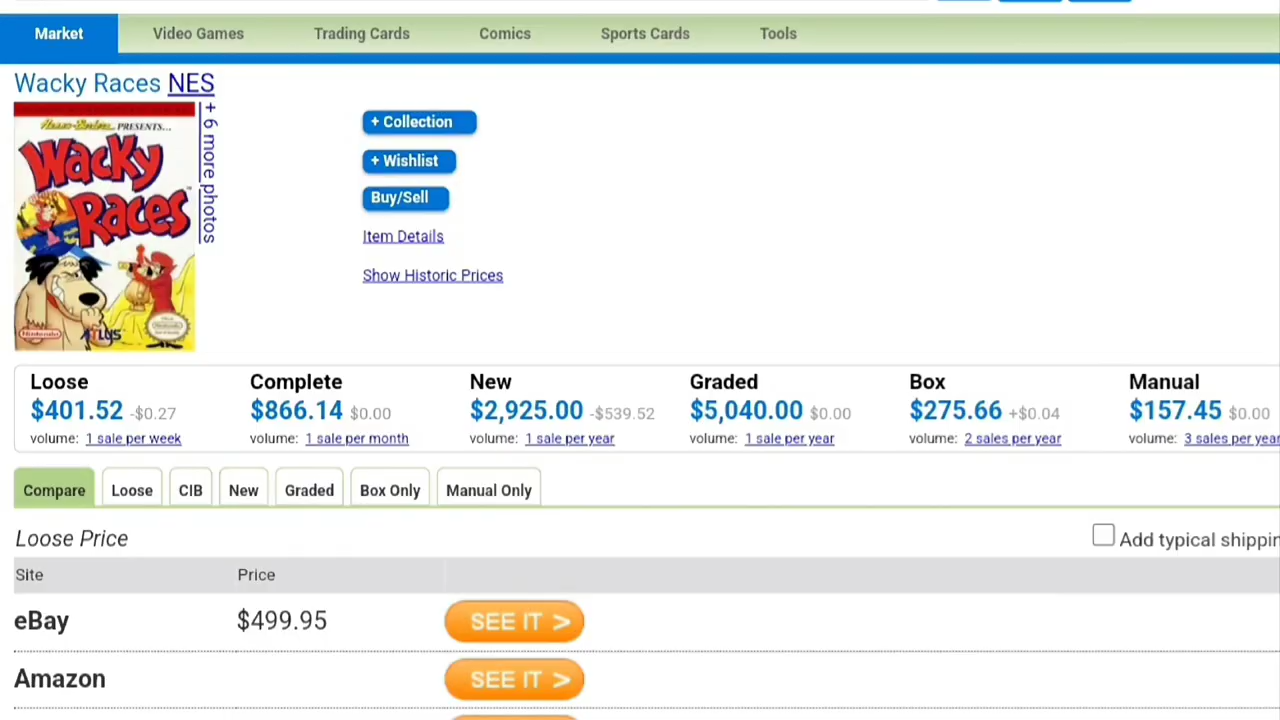 Market Video Games Trading Cards Comics Sports Cards Tools
Wacky Races NES
+ 6 more photos
Hanna-Barbera PRESENTS...
Wacky
Races
Nintendo
ATLUS
+ Collection
+ Wishlist
Buy/Sell
Item Details
Show Historic Prices
Loose Complete New Graded Box Manual
$401.52 -$0.27 $866.14 $0.00 $2,925.00 -$539.52 $5,040.00 $0.00 $275.66 +$0.04 $157.45 $0.00
volume: 1 sale per week volume: 1 sale per month volume: 1 sale per year volume: 1 sale per year volume: 2 sales per year volume: 3 sales per year
Compare Loose CIB New Graded Box Only Manual Only
Loose Price Add typical shippin
Site Price
eBay $499.95 SEE IT >
Amazon SEE IT >